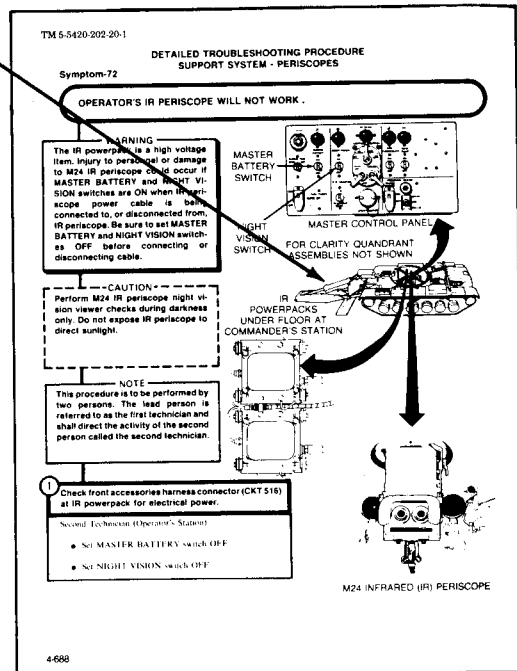 TM 5-5420-202-20-1
DETAILED TROUBLESHOOTING PROCEDURE
SUPPORT SYSTEM - PERISCOPES
Symptom-72
OPERATOR'S IR PERISCOPE WILL NOT WORK .
WARNING
The IR powerpack is a high voltage
item. Injury to personnel or damage
to M24 IR periscope could occur if
MASTER BATTERY and NIGHT VI-
SION switches are ON when IR peri-
scope power cable is being
connected to, or disconnected from,
IR periscope. Be sure to set MASTER
BATTERY and NIGHT VISION switch-
es OFF before connecting or
disconnecting cable.
CAUTION
Perform M24 IR periscope night vi-
sion viewer checks during darkness
only. Do not expose IR periscope to
direct sunlight.
NOTE
This procedure is to be performed by
two persons. The lead person is
referred to as the first technician and
shall direct the activity of the second
person called the second technician.
1
Check front accessories harness connector (CKT 516)
at IR powerpack for electrical power.
Second Technician (Operator's Station)
● Set MASTER BATTERY switch OFF
● Set NIGHT VISION switch OFF
MASTER
BATTERY
SWITCH
NIGHT
VISION
SWITCH
MASTER CONTROL PANEL
FOR CLARITY QUADRANT
ASSEMBLIES NOT SHOWN
IR
POWERPACKS
UNDER FLOOR AT
COMMANDER'S STATION
M24 INFRARED (IR) PERISCOPE
4-688